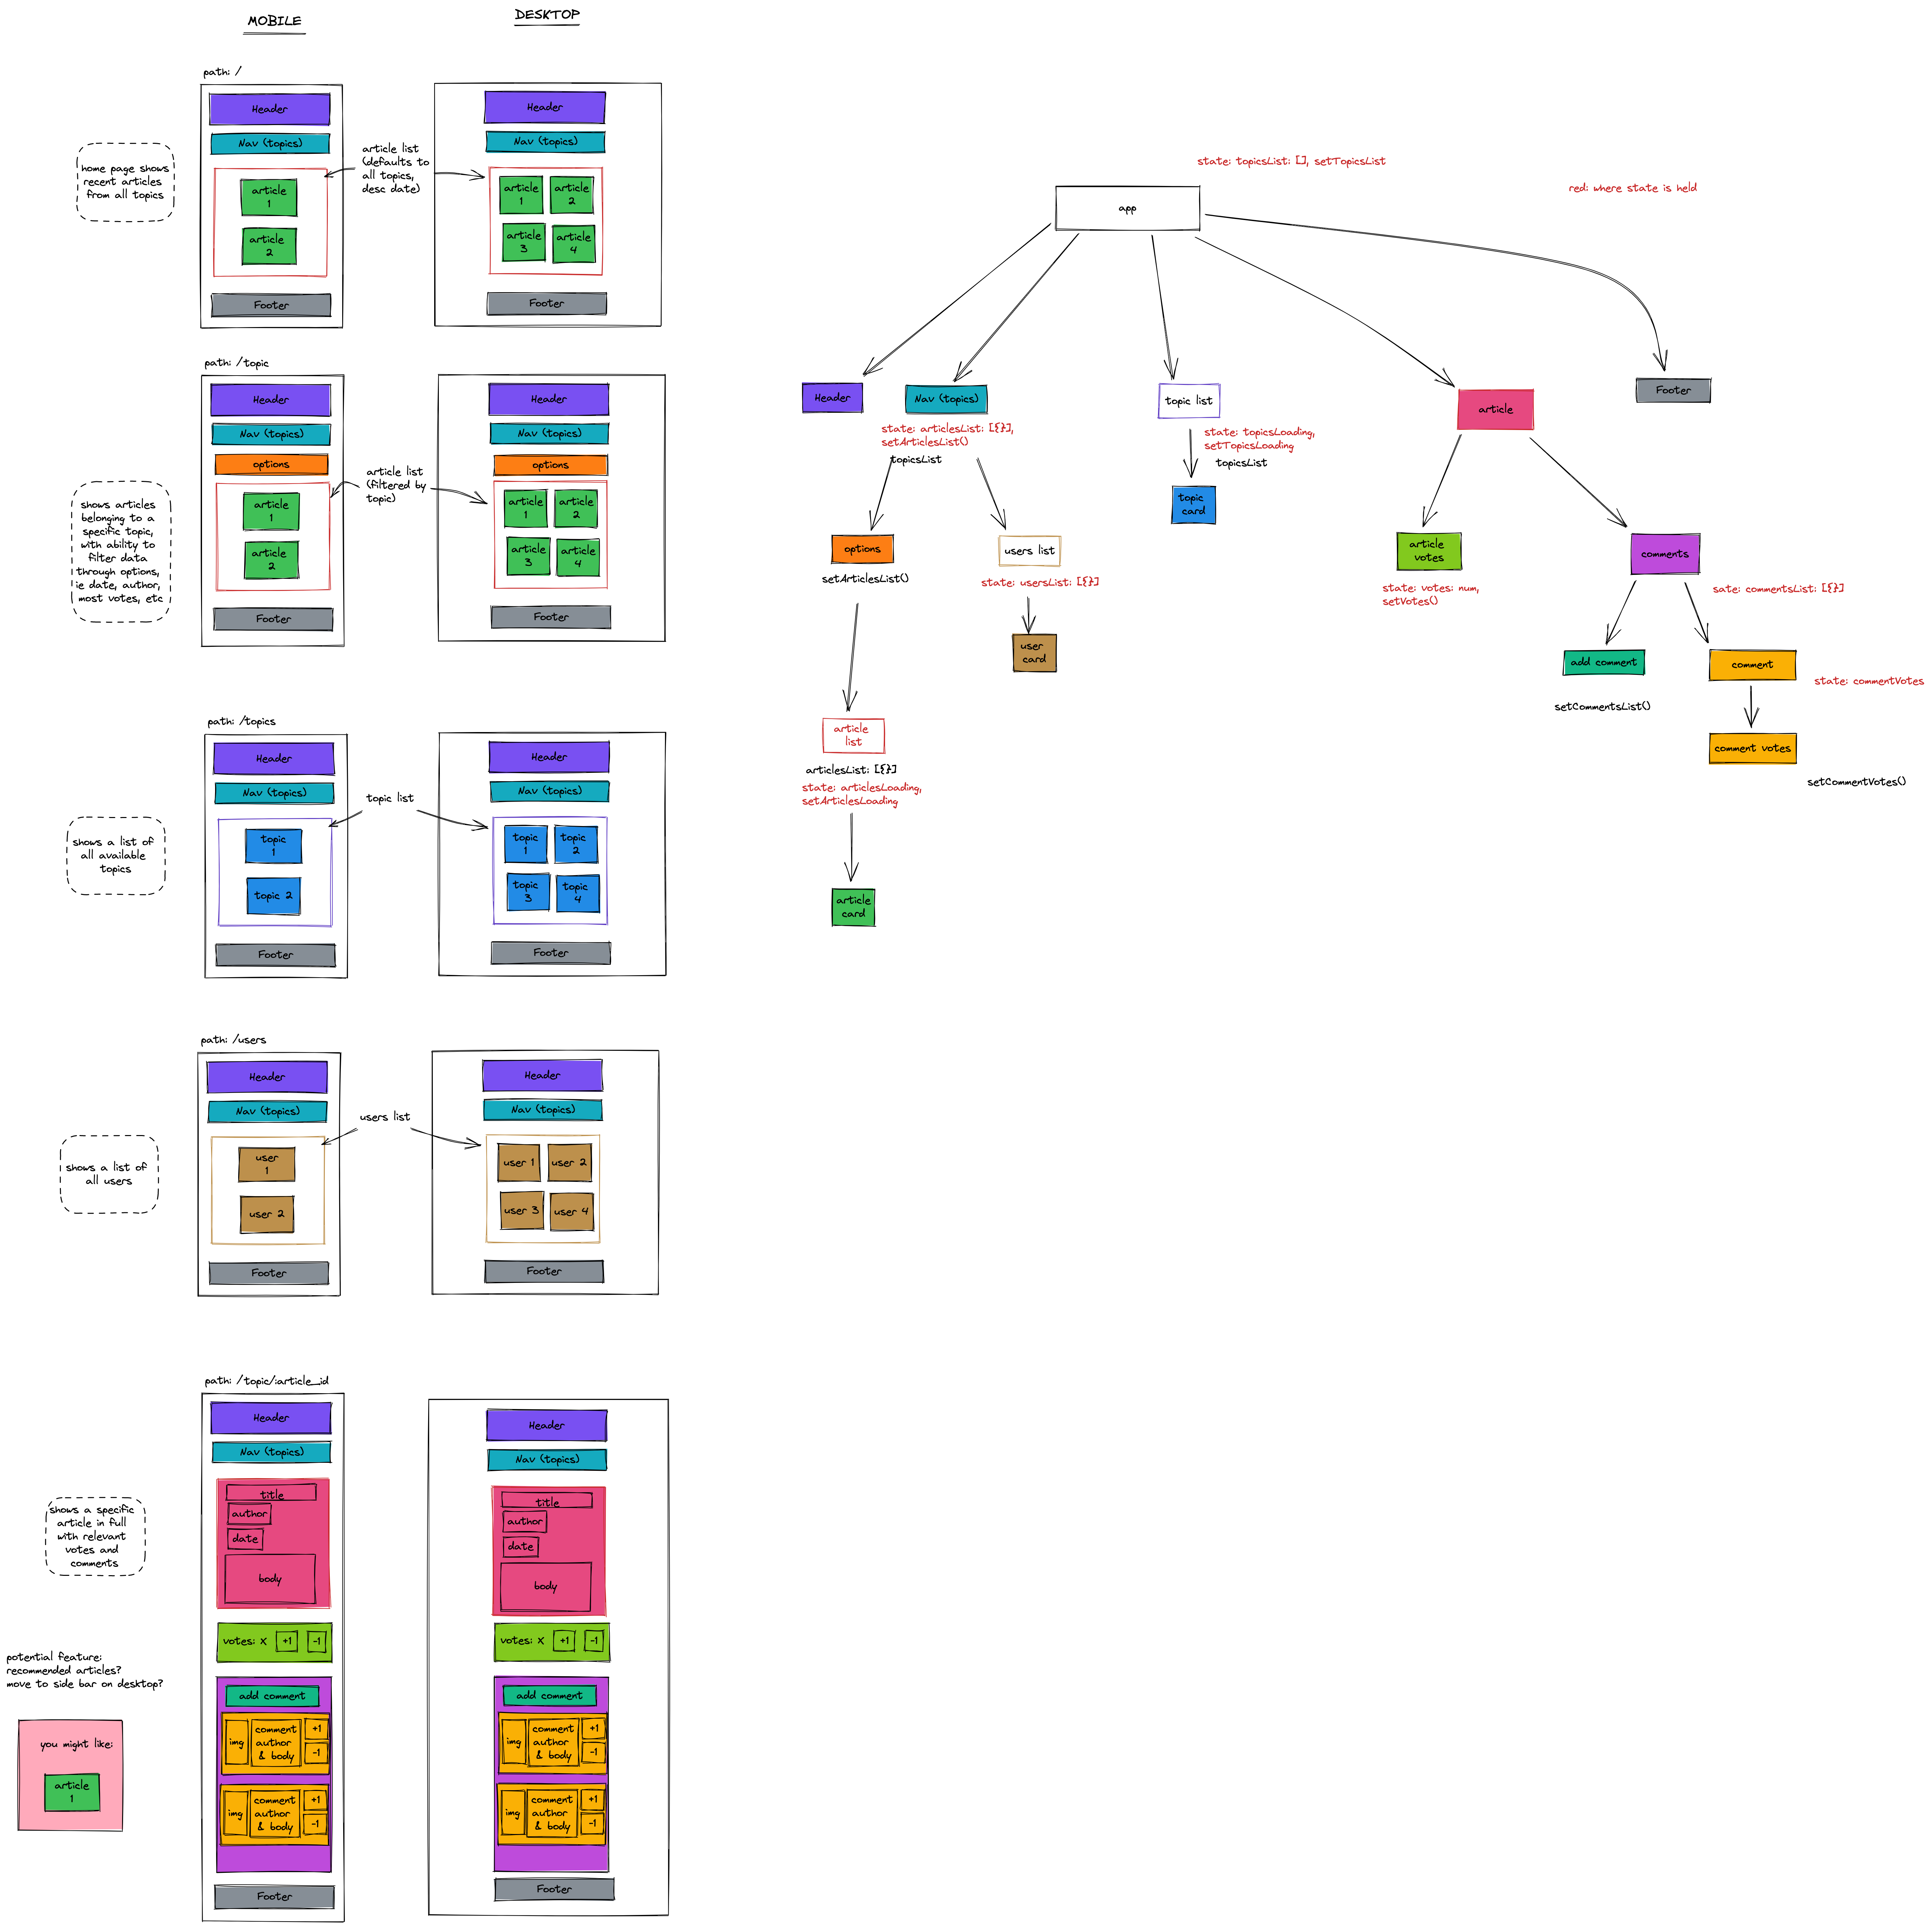 MOBILE
DESKTOP
path: /
Header
Nav (topics)
article
1
article
2
Footer
home page shows
recent articles
from all topics
article list
(defaults to
all topics,
desc date)
Header
Nav (topics)
article
1
article
2
article
3
article
4
Footer
path: /topic
Header
Nav (topics)
options
article
1
article
2
Footer
shows articles
belonging to a
specific topic,
with ability to
filter data
through options,
ie date, author,
most votes, etc
article list
(filtered by
topic)
Header
Nav (topics)
options
article
1
article
2
article
3
article
4
Footer
path: /topics
Header
Nav (topics)
topic
1
topic 2
Footer
shows a list of
all available
topics
topic list
Header
Nav (topics)
topic
1
topic
2
topic
3
topic
4
Footer
path: /users
Header
Nav (topics)
user
1
user 2
Footer
shows a list of
all users
users list
Header
Nav (topics)
user 1
user 2
user 3
user 4
Footer
path: /topic/:article_id
Header
Nav (topics)
title
author
date
body
votes: X
+1
-1
add comment
img
comment
author
& body
+1
-1
img
comment
author
& body
+1
-1
Footer
shows a specific
article in full
with relevant
votes and
comments
Header
Nav (topics)
title
author
date
body
votes: X
+1
-1
add comment
img
comment
author
& body
+1
-1
img
comment
author
& body
+1
-1
Footer
potential feature:
recommended articles?
move to side bar on desktop?
you might like:
article
1
state: topicsList: [], setTopicsList
red: where state is held
app
Header
Nav (topics)
state: articlesList: [{}],
setArticlesList()
topicsList
topic list
state: topicsLoading,
setTopicsLoading
topicsList
topic
card
article
Footer
options
setArticlesList()
users list
state: usersList: [{}]
user
card
article
list
articlesList: [{}]
state: articlesLoading,
setArticlesLoading
article
card
article
votes
state: votes: num,
setVotes()
comments
sate: commentsList: [{}]
add comment
setCommentsList()
comment
state: commentVotes
comment votes
setCommentVotes()